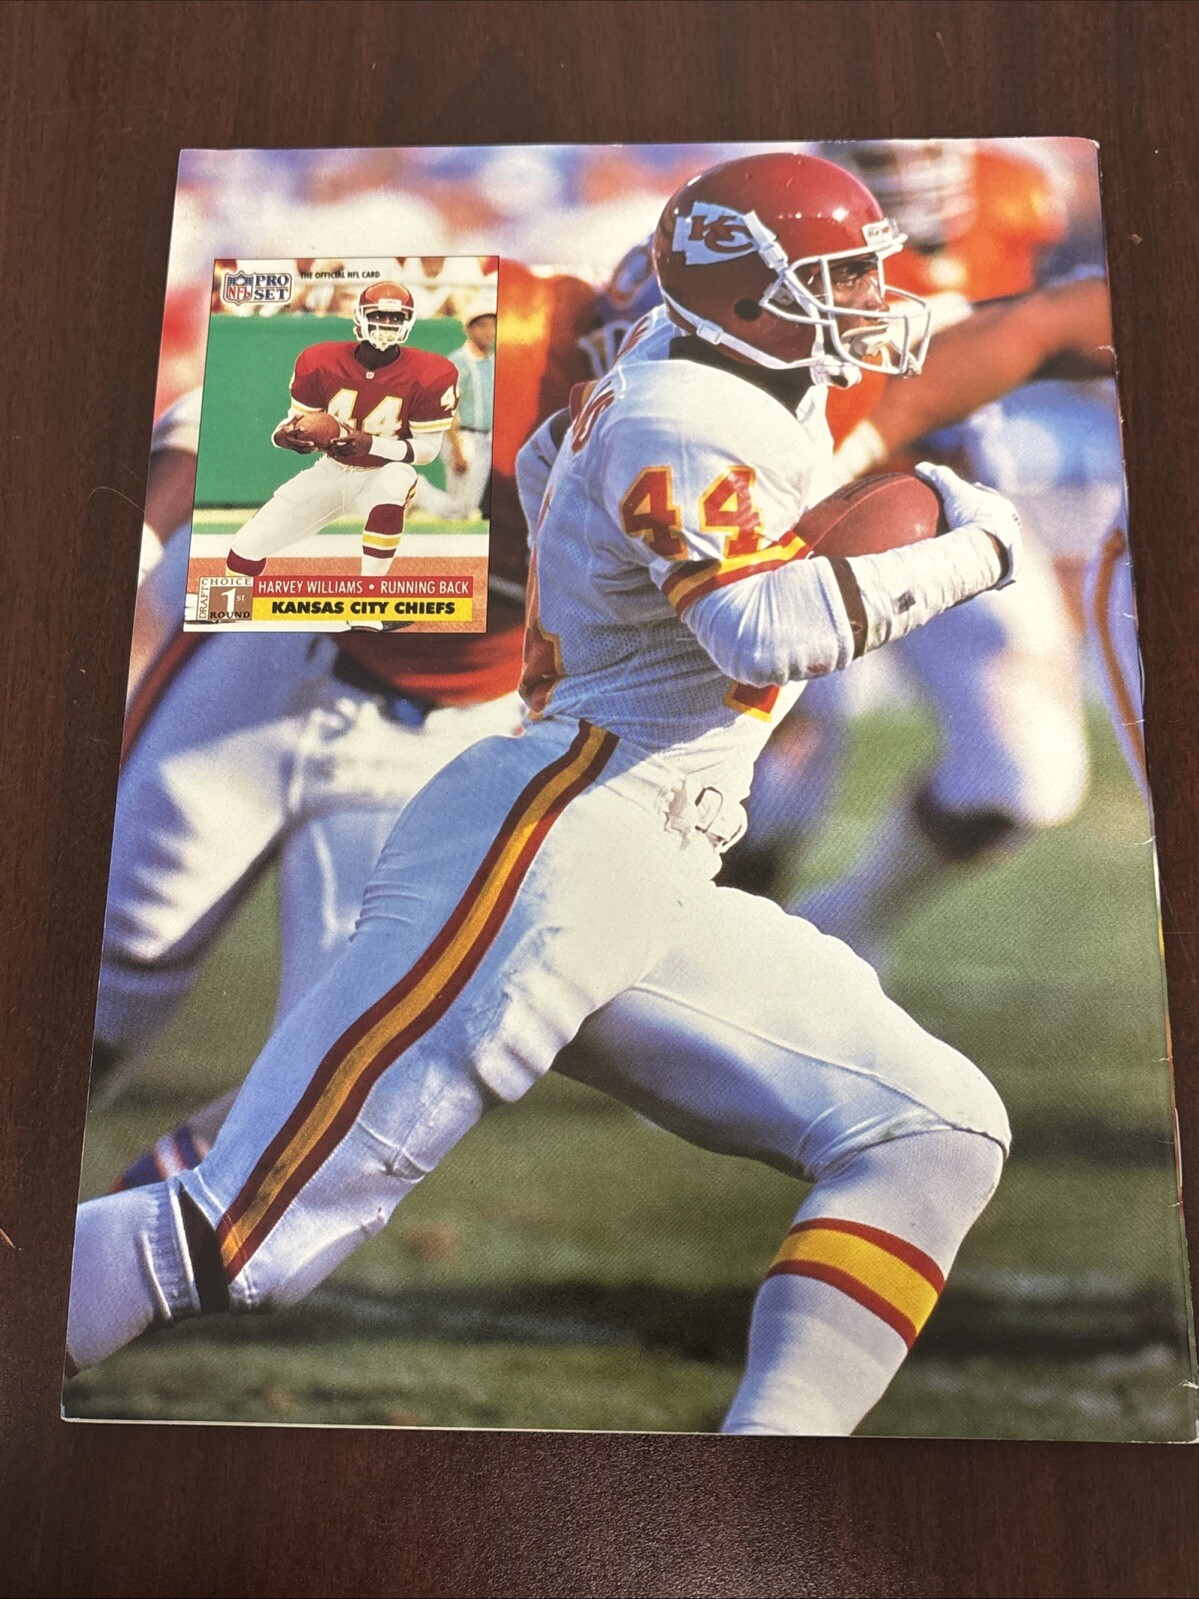 KC
NFL PRO SET THE OFFICIAL NFL CARD
44
44
44
DRAFT CHOICE 1st ROUND
HARVEY WILLIAMS • RUNNING BACK
KANSAS CITY CHIEFS